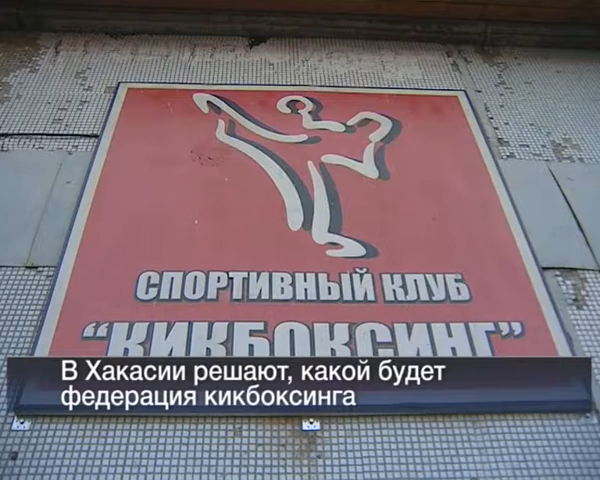 СПОРТИВНЫЙ КЛУБ
“КИКБОКСИНГ”
В Хакасии решают, какой будет
федерация кикбоксинга